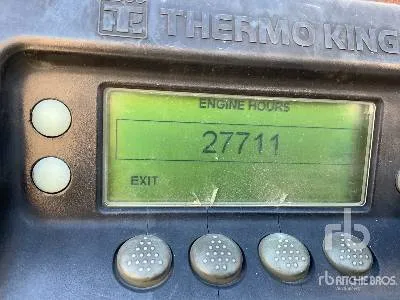 THERMO KING
ENGINE HOURS
27711
EXIT
rb
RITCHIE BROS.